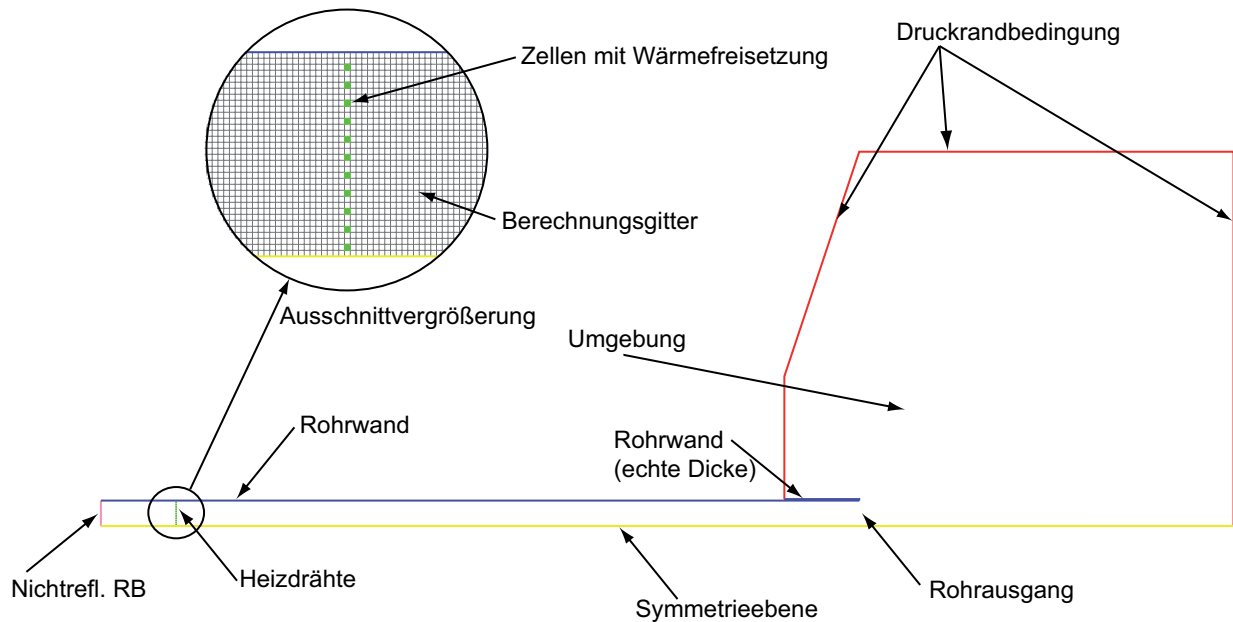 Druckrandbedingung
Zellen mit Wärmefreisetzung
Berechnungsgitter
Ausschnittvergrößerung
Umgebung
Rohrwand
Rohrwand
(echte Dicke)
Nichtrefl. RB
Heizdrähte
Symmetrieebene
Rohrausgang